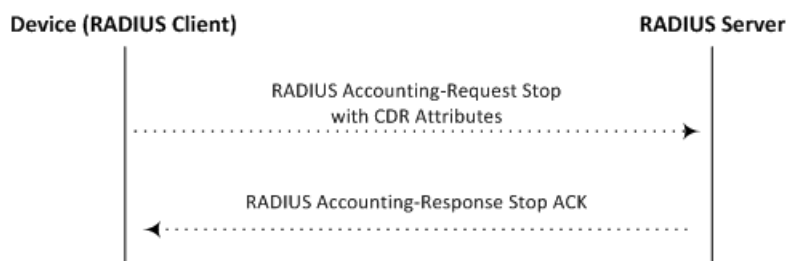 Device (RADIUS Client)
RADIUS Server
RADIUS Accounting-Request Stop
with CDR Attributes
RADIUS Accounting-Response Stop ACK